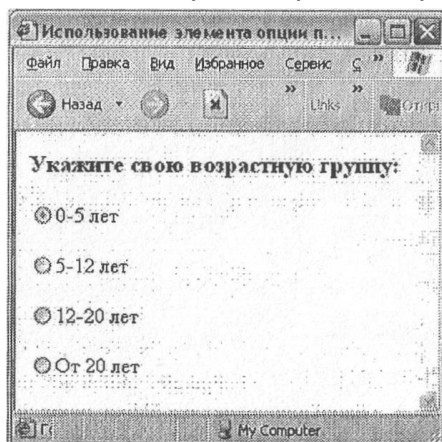 Использование элемента опции п...
Файл Правка Вид Избранное Сервис С »
Назад » Links »
Укажите свою возрастную группу:
0-5 лет
5-12 лет
12-20 лет
От 20 лет
My Computer